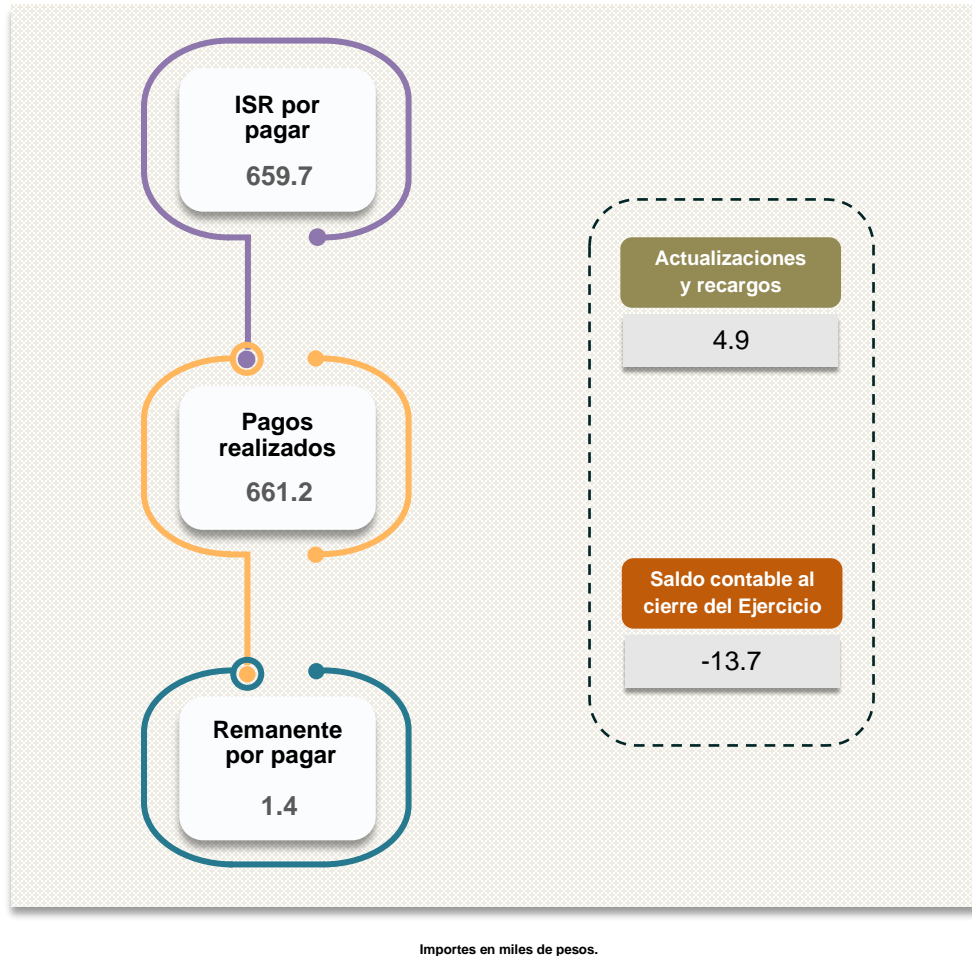 ISR por
pagar
659.7
Pagos
realizados
661.2
Remanente
por pagar
1.4
Actualizaciones
y recargos
4.9
Saldo contable al
cierre del Ejercicio
-13.7
Importes en miles de pesos.